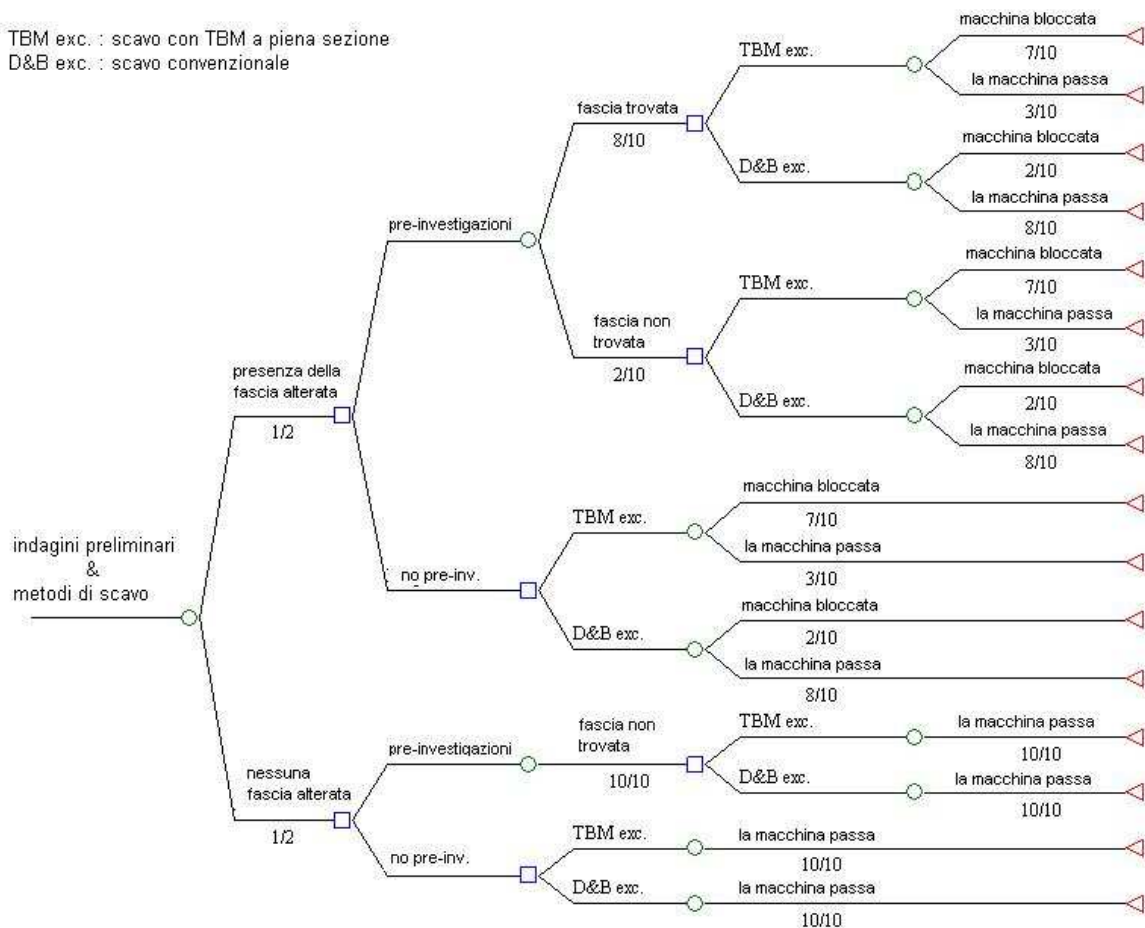 TBM exc. : scavo con TBM a piena sezione
D&B exc. : scavo convenzionale
macchina bloccata
7/10
la macchina passa
3/10
TBM exc.
fascia trovata
8/10
macchina bloccata
2/10
la macchina passa
8/10
D&B exc.
pre-investigazioni
macchina bloccata
7/10
la macchina passa
3/10
TBM exc.
fascia non
trovata
2/10
macchina bloccata
2/10
la macchina passa
8/10
D&B exc.
presenza della
fascia alterata
1/2
macchina bloccata
7/10
la macchina passa
3/10
TBM exc.
no pre-inv.
macchina bloccata
2/10
la macchina passa
8/10
D&B exc.
indagini preliminari
&
metodi di scavo
nessuna
fascia alterata
1/2
pre-investigazioni
fascia non
trovata
10/10
TBM exc.
la macchina passa
10/10
D&B exc.
la macchina passa
10/10
no pre-inv.
TBM exc.
la macchina passa
10/10
D&B exc.
la macchina passa
10/10